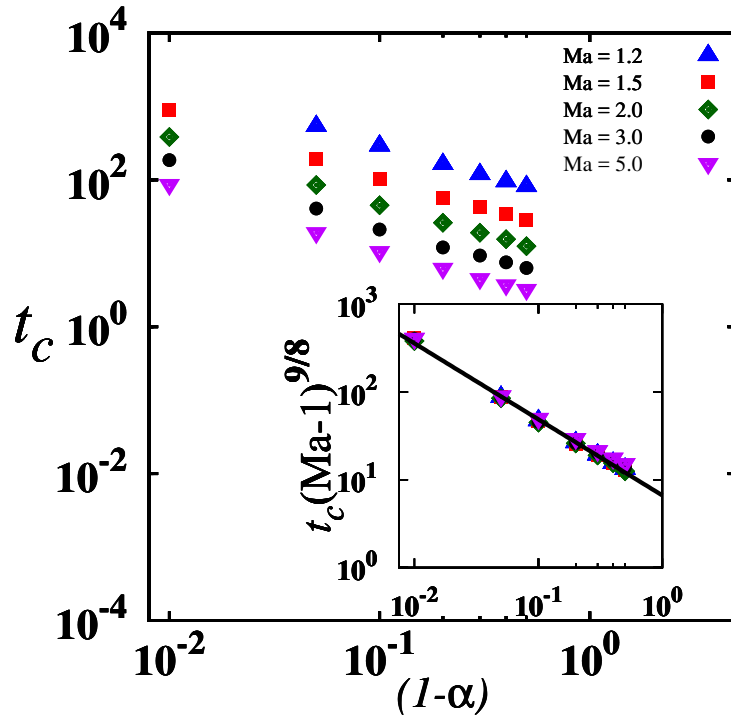 10^4
10^2
10^0
10^-2
10^-4
t_c
Ma = 1.2
Ma = 1.5
Ma = 2.0
Ma = 3.0
Ma = 5.0
10^3
10^2
10^1
10^0
t_c(Ma-1)^9/8
10^-2
10^-1
10^0
10^-2
10^-1
10^0
(1-α)